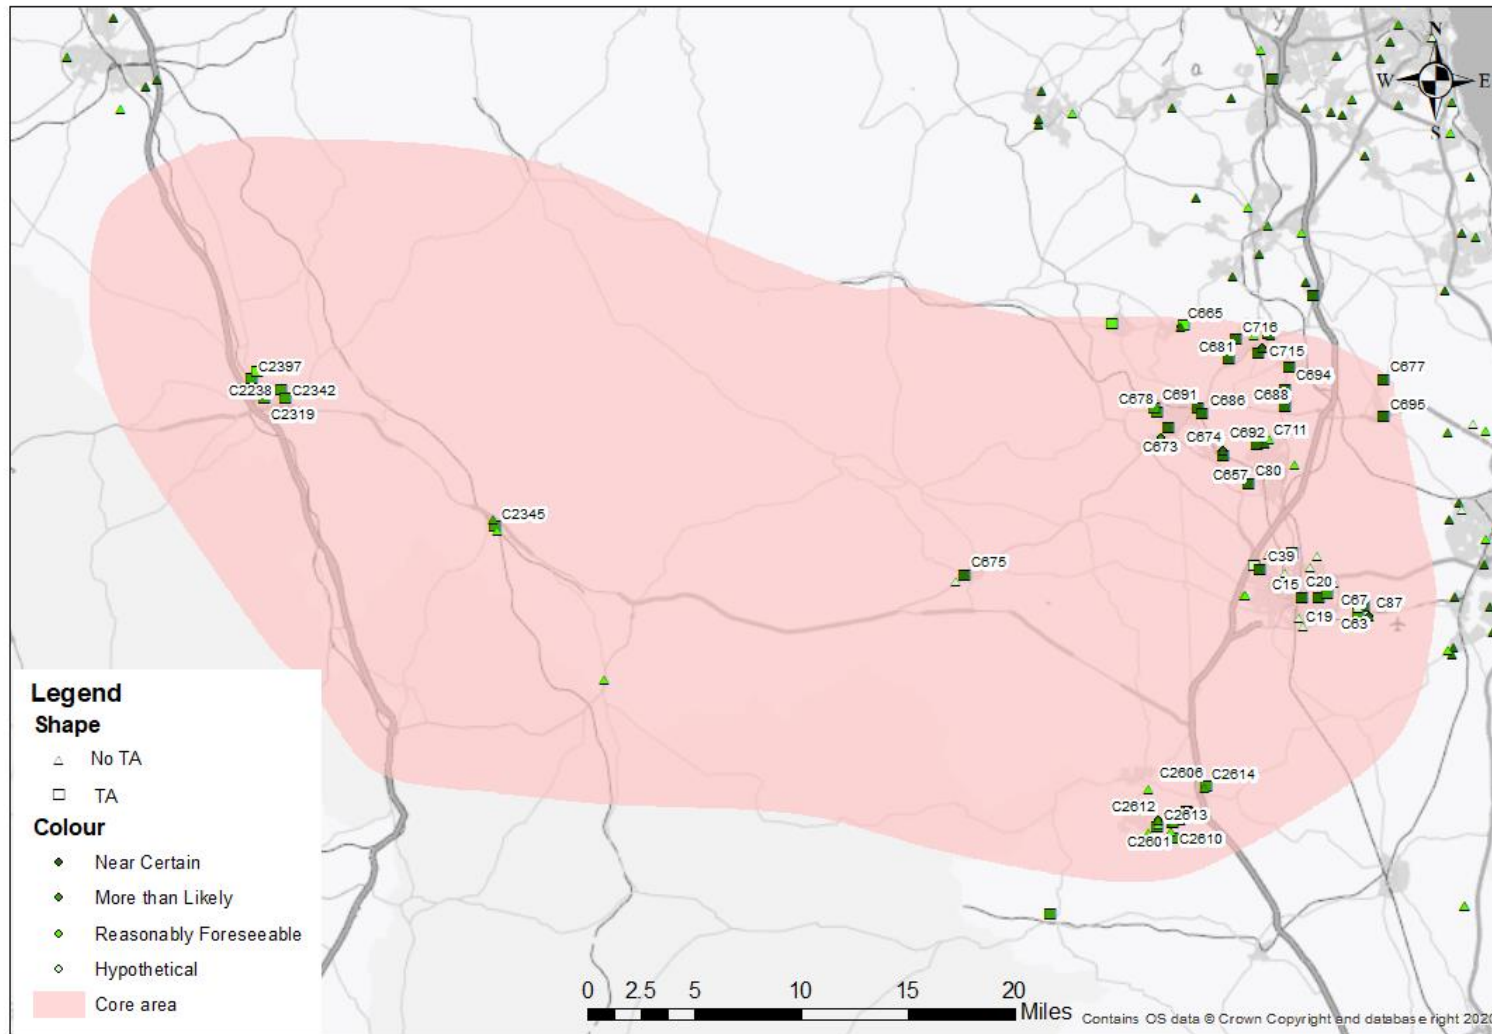 N
W E
S
C665
C716
C681
C715
C694
C677
C2397
C2238
C2342
C2319
C678
C691
C686
C688
C695
C673
C674
C692
C711
C657
C80
C2345
C675
C39
C15
C20
C67
C87
C19
C63
C2606
C2614
C2612
C2613
C2601
C2610
Legend
Shape
No TA
TA
Colour
Near Certain
More than Likely
Reasonably Foreseeable
Hypothetical
Core area
0 2.5 5 10 15 20
Miles
Contains OS data © Crown Copyright and database right 2020